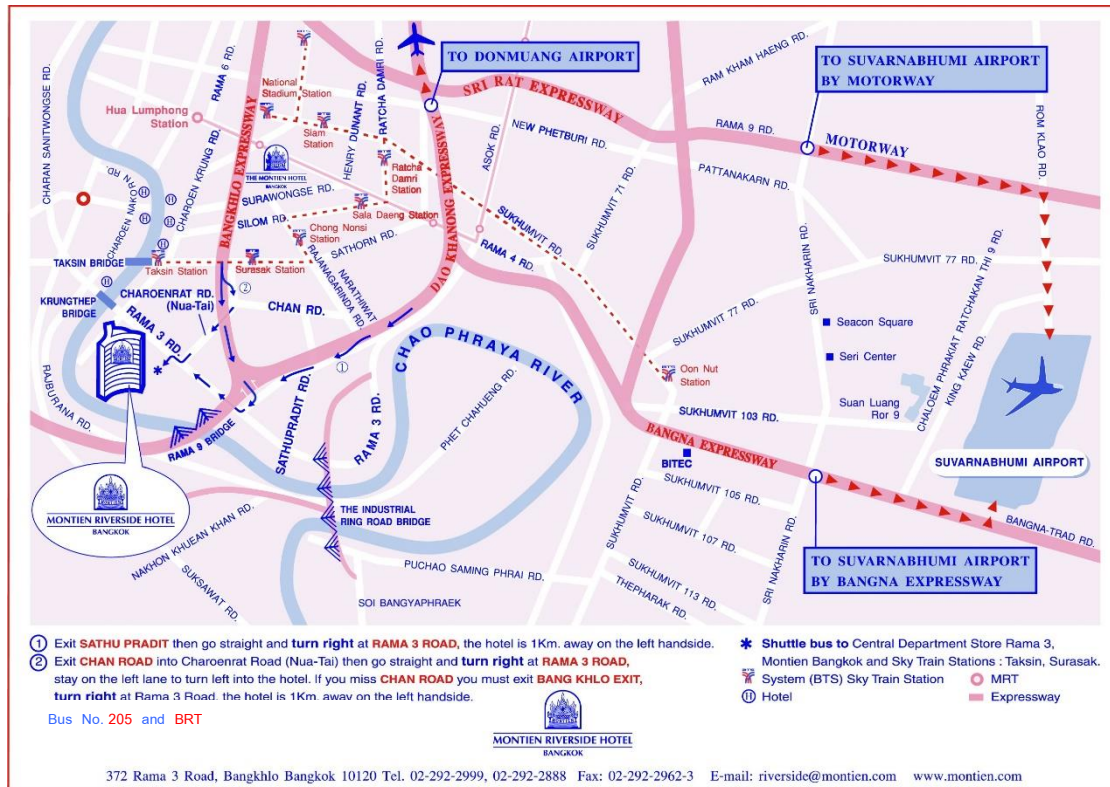 TO DONMUANG AIRPORT
TO SUVARNABHUMI AIRPORT
BY MOTORWAY
SRI RAT EXPRESSWAY
RAM KHAM HAENG RD.
ROM KLAO RD.
RAMA 9 RD.
MOTORWAY
NEW PHETBURI RD.
PATTANAKARN RD.
CHARAN SANITWONGSE RD.
RAMA 6 RD.
National
Stadium Station
Hua Lumphong
Station
Siam
Station
HENRY DUNANT RD.
RATCHA DAMRI RD.
ASOK RD.
Ratcha
Damri
Station
THE MONTIEN HOTEL
BANGKOK
SURAWONGSE RD.
SILOM RD.
Sala Daeng Station
Chong Nonsi
Station
SATHORN RD.
CHAROEN NAKORN RD.
CHAROEN KRUNG RD.
BANGKHLO EXPRESSWAY
DAO KHANONG EXPRESSWAY
SUKHUMVIT RD.
SUKHUMVIT 71 RD.
RAMA 4 RD.
SUKHUMVIT 77 RD.
SUKHUMVIT 77 RD.
SRI NAKHARIN RD.
CHALOEM PHRAKIAT RATCHAKAN THI 9 RD.
KING KAEW RD.
TAKSIN BRIDGE
Taksin Station
Surasak Station
NARATHIWAT
RAJANAGARINDA RD.
KRUNGTHEP
BRIDGE
CHAROENRAT RD.
(Nua-Tai)
2
CHAN RD.
RAMA 3 RD.
1
CHAO PHRAYA RIVER
Seacon Square
Seri Center
Suan Luang
Ror 9
Oon Nut
Station
SUKHUMVIT 103 RD.
RAJBURANA RD.
RAMA 9 BRIDGE
SATHUPRADIT RD.
RAMA 3 RD.
PHET CHAHUENG RD.
BANGNA EXPRESSWAY
BITEC
SUVARNABHUMI AIRPORT
SUKHUMVIT 105 RD.
SUKHUMVIT 107 RD.
SUKHUMVIT 113 RD.
THEPHARAK RD.
SUKHUMVIT RD.
SRI NAKHARIN RD.
BANGNA-TRAD RD.
MONTIEN RIVERSIDE HOTEL
BANGKOK
THE INDUSTRIAL
RING ROAD BRIDGE
NAKHON KHUEAN KHAN RD.
SUKSAWAT RD.
PUCHAO SAMING PHRAI RD.
SOI BANGYAPHRAEK
TO SUVARNABHUMI AIRPORT
BY BANGNA EXPRESSWAY
1 Exit SATHU PRADIT then go straight and turn right at RAMA 3 ROAD, the hotel is 1Km. away on the left handside.
2 Exit CHAN ROAD into Charoenrat Road (Nua-Tai) then go straight and turn right at RAMA 3 ROAD,
stay on the left lane to turn left into the hotel. If you miss CHAN ROAD you must exit BANG KHLO EXIT,
turn right at Rama 3 Road, the hotel is 1Km. away on the left handside.
Bus No. 205 and BRT
* Shuttle bus to Central Department Store Rama 3,
Montien Bangkok and Sky Train Stations : Taksin, Surasak.
System (BTS) Sky Train Station
MRT
H Hotel
Expressway
MONTIEN RIVERSIDE HOTEL
BANGKOK
372 Rama 3 Road, Bangkhlo Bangkok 10120 Tel. 02-292-2999, 02-292-2888 Fax: 02-292-2962-3 E-mail: riverside@montien.com www.montien.com